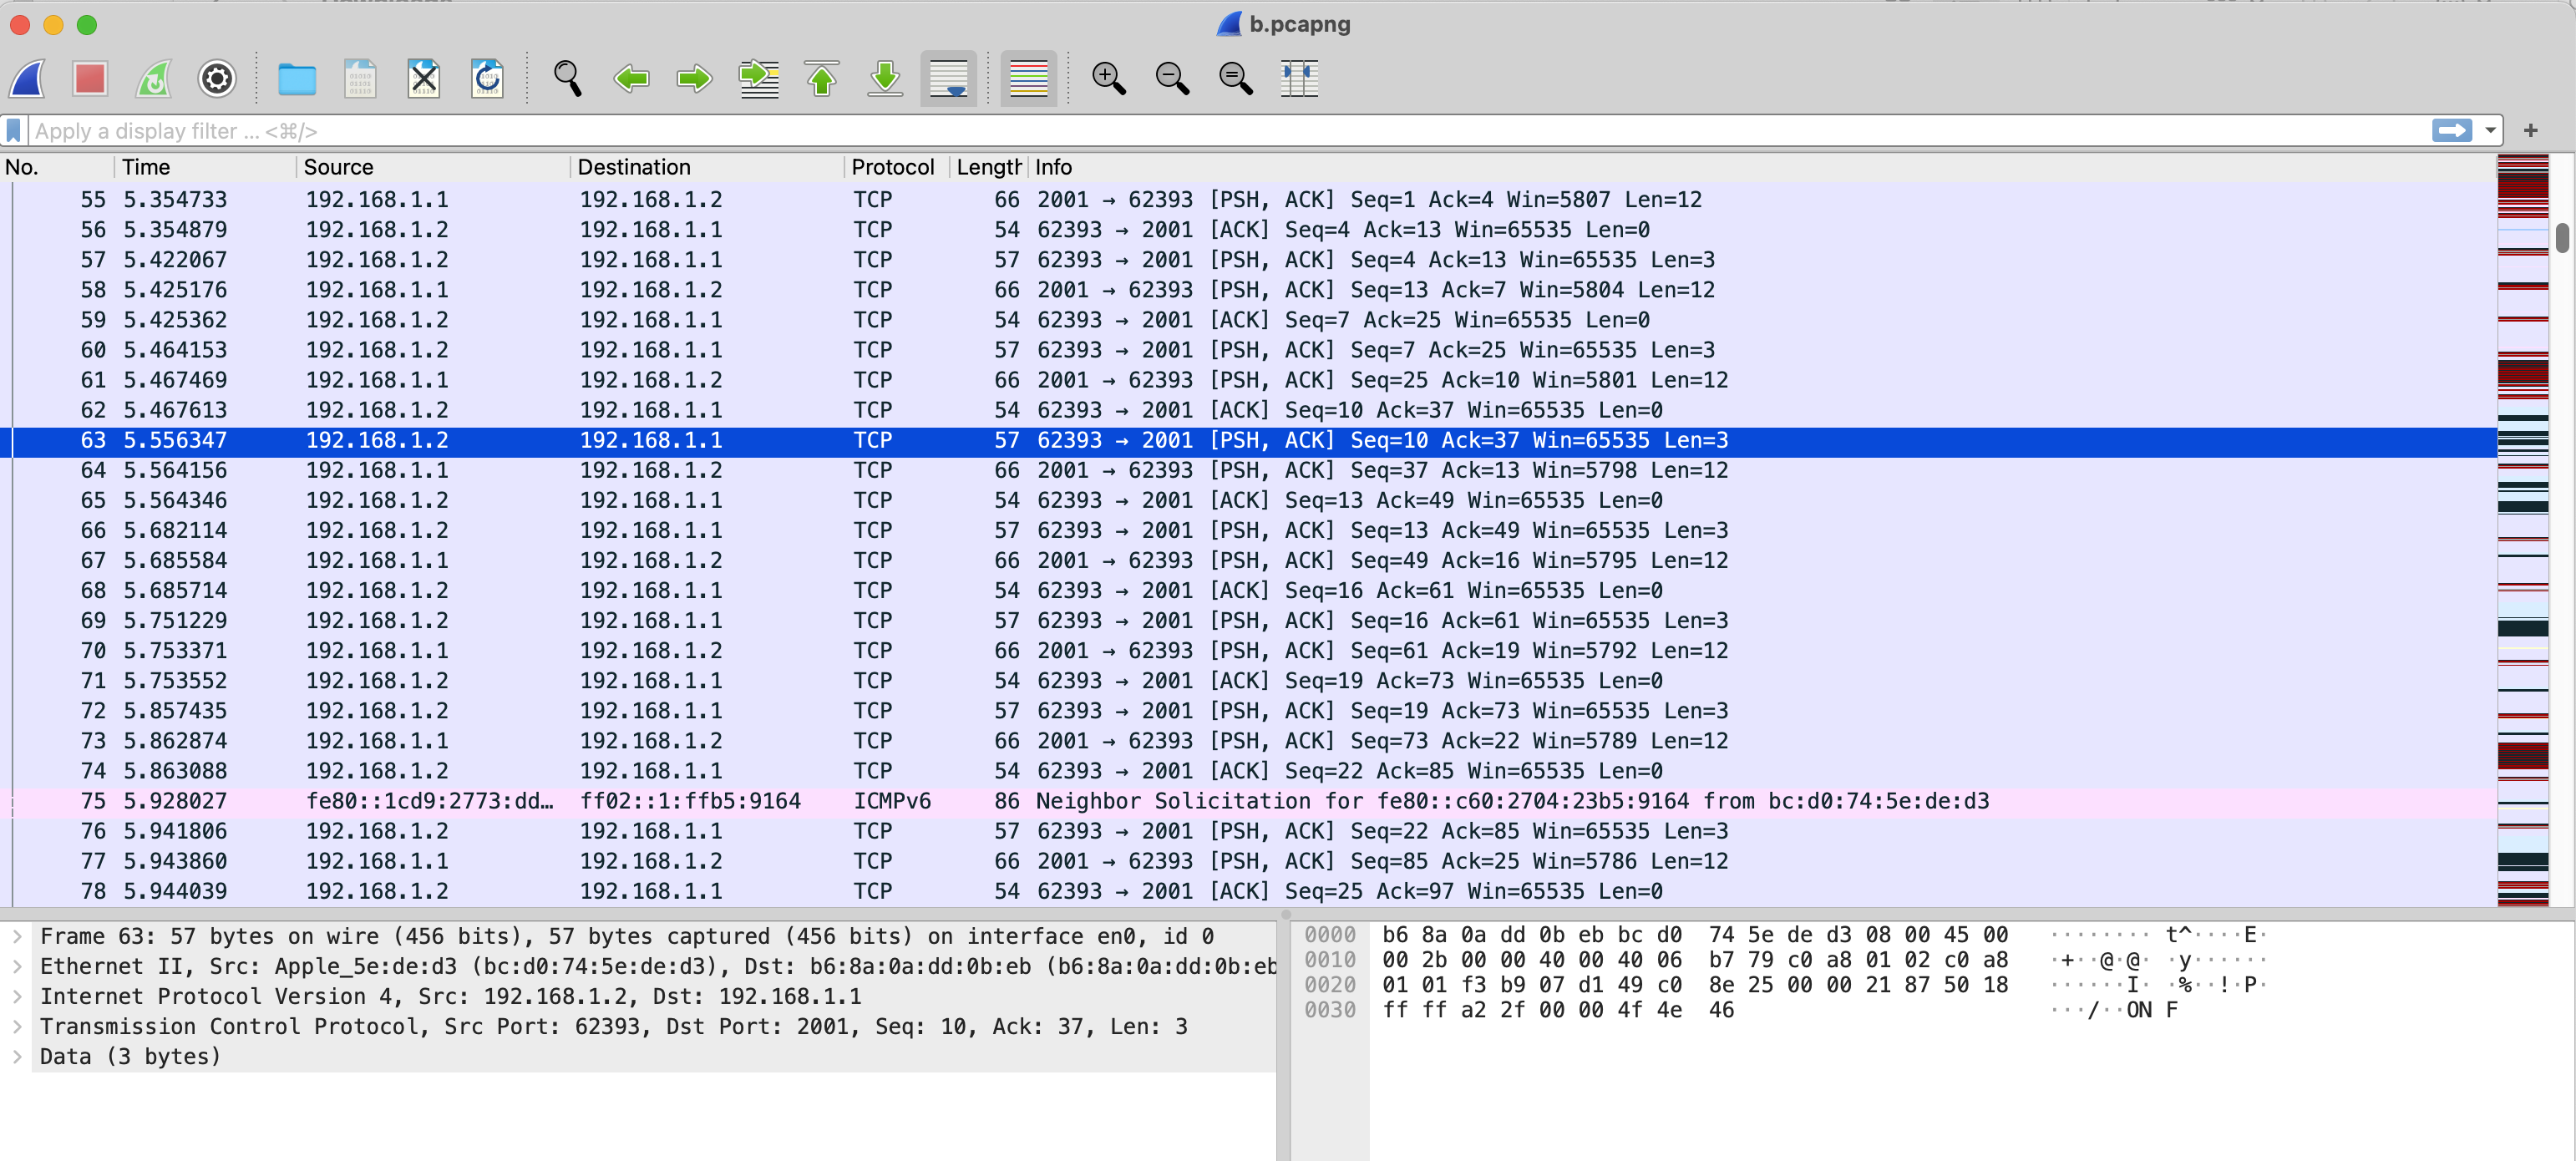 b.pcapng
Apply a display filter ... <⌘/>
No. Time Source Destination Protocol Length Info
55 5.354733 192.168.1.1 192.168.1.2 TCP 66 2001 → 62393 [PSH, ACK] Seq=1 Ack=4 Win=5807 Len=12
56 5.354879 192.168.1.2 192.168.1.1 TCP 54 62393 → 2001 [ACK] Seq=4 Ack=13 Win=65535 Len=0
57 5.422067 192.168.1.2 192.168.1.1 TCP 57 62393 → 2001 [PSH, ACK] Seq=4 Ack=13 Win=65535 Len=3
58 5.425176 192.168.1.1 192.168.1.2 TCP 66 2001 → 62393 [PSH, ACK] Seq=13 Ack=7 Win=5804 Len=12
59 5.425362 192.168.1.2 192.168.1.1 TCP 54 62393 → 2001 [ACK] Seq=7 Ack=25 Win=65535 Len=0
60 5.464153 192.168.1.2 192.168.1.1 TCP 57 62393 → 2001 [PSH, ACK] Seq=7 Ack=25 Win=65535 Len=3
61 5.467469 192.168.1.1 192.168.1.2 TCP 66 2001 → 62393 [PSH, ACK] Seq=25 Ack=10 Win=5801 Len=12
62 5.467613 192.168.1.2 192.168.1.1 TCP 54 62393 → 2001 [ACK] Seq=10 Ack=37 Win=65535 Len=0
63 5.556347 192.168.1.2 192.168.1.1 TCP 57 62393 → 2001 [PSH, ACK] Seq=10 Ack=37 Win=65535 Len=3
64 5.564156 192.168.1.1 192.168.1.2 TCP 66 2001 → 62393 [PSH, ACK] Seq=37 Ack=13 Win=5798 Len=12
65 5.564346 192.168.1.2 192.168.1.1 TCP 54 62393 → 2001 [ACK] Seq=13 Ack=49 Win=65535 Len=0
66 5.682114 192.168.1.2 192.168.1.1 TCP 57 62393 → 2001 [PSH, ACK] Seq=13 Ack=49 Win=65535 Len=3
67 5.685584 192.168.1.1 192.168.1.2 TCP 66 2001 → 62393 [PSH, ACK] Seq=49 Ack=16 Win=5795 Len=12
68 5.685714 192.168.1.2 192.168.1.1 TCP 54 62393 → 2001 [ACK] Seq=16 Ack=61 Win=65535 Len=0
69 5.751229 192.168.1.2 192.168.1.1 TCP 57 62393 → 2001 [PSH, ACK] Seq=16 Ack=61 Win=65535 Len=3
70 5.753371 192.168.1.1 192.168.1.2 TCP 66 2001 → 62393 [PSH, ACK] Seq=61 Ack=19 Win=5792 Len=12
71 5.753552 192.168.1.2 192.168.1.1 TCP 54 62393 → 2001 [ACK] Seq=19 Ack=73 Win=65535 Len=0
72 5.857435 192.168.1.2 192.168.1.1 TCP 57 62393 → 2001 [PSH, ACK] Seq=19 Ack=73 Win=65535 Len=3
73 5.862874 192.168.1.1 192.168.1.2 TCP 66 2001 → 62393 [PSH, ACK] Seq=73 Ack=22 Win=5789 Len=12
74 5.863088 192.168.1.2 192.168.1.1 TCP 54 62393 → 2001 [ACK] Seq=22 Ack=85 Win=65535 Len=0
75 5.928027 fe80::1cd9:2773:dd… ff02::1:ffb5:9164 ICMPv6 86 Neighbor Solicitation for fe80::c60:2704:23b5:9164 from bc:d0:74:5e:de:d3
76 5.941806 192.168.1.2 192.168.1.1 TCP 57 62393 → 2001 [PSH, ACK] Seq=22 Ack=85 Win=65535 Len=3
77 5.943860 192.168.1.1 192.168.1.2 TCP 66 2001 → 62393 [PSH, ACK] Seq=85 Ack=25 Win=5786 Len=12
78 5.944039 192.168.1.2 192.168.1.1 TCP 54 62393 → 2001 [ACK] Seq=25 Ack=97 Win=65535 Len=0
Frame 63: 57 bytes on wire (456 bits), 57 bytes captured (456 bits) on interface en0, id 0
Ethernet II, Src: Apple_5e:de:d3 (bc:d0:74:5e:de:d3), Dst: b6:8a:0a:dd:0b:eb (b6:8a:0a:dd:0b:eb
Internet Protocol Version 4, Src: 192.168.1.2, Dst: 192.168.1.1
Transmission Control Protocol, Src Port: 62393, Dst Port: 2001, Seq: 10, Ack: 37, Len: 3
Data (3 bytes)
0000 b6 8a 0a dd 0b eb bc d0 74 5e de d3 08 00 45 00 ········ t^····E·
0010 00 2b 00 00 40 00 40 06 b7 79 c0 a8 01 02 c0 a8 ·+··@·@· ·y······
0020 01 01 f3 b9 07 d1 49 c0 8e 25 00 00 21 87 50 18 ······I· ·%··!·P·
0030 ff ff a2 2f 00 00 4f 4e 46 ···/··ON F